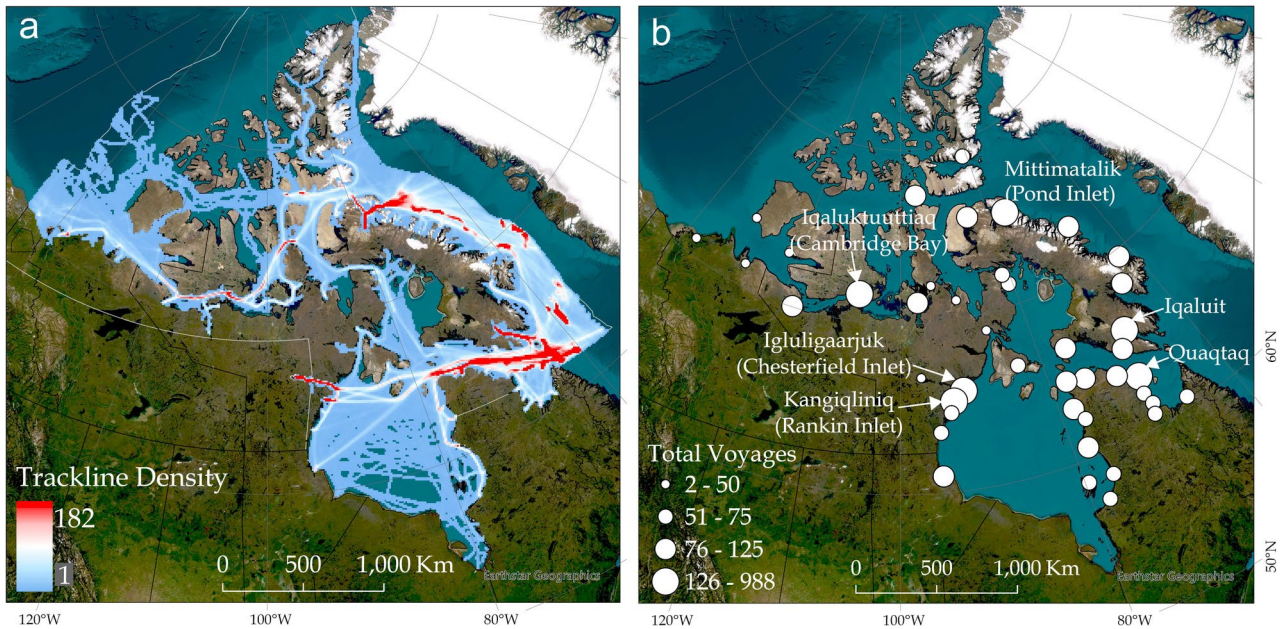 a
Trackline Density
182
1
0 500 1,000 Km
Earthstar Geographics
120°W
100°W
80°W
b
Mittimatalik
(Pond Inlet)
Iqaluktuuttiaq
(Cambridge Bay)
Iqaluit
Igluligaarjuk
(Chesterfield Inlet)
Quaqtaq
Kangiqliniq
(Rankin Inlet)
Total Voyages
2 - 50
51 - 75
76 - 125
126 - 988
0 500 1,000 Km
Earthstar Geographics
60°N
50°N
120°W
100°W
80°W